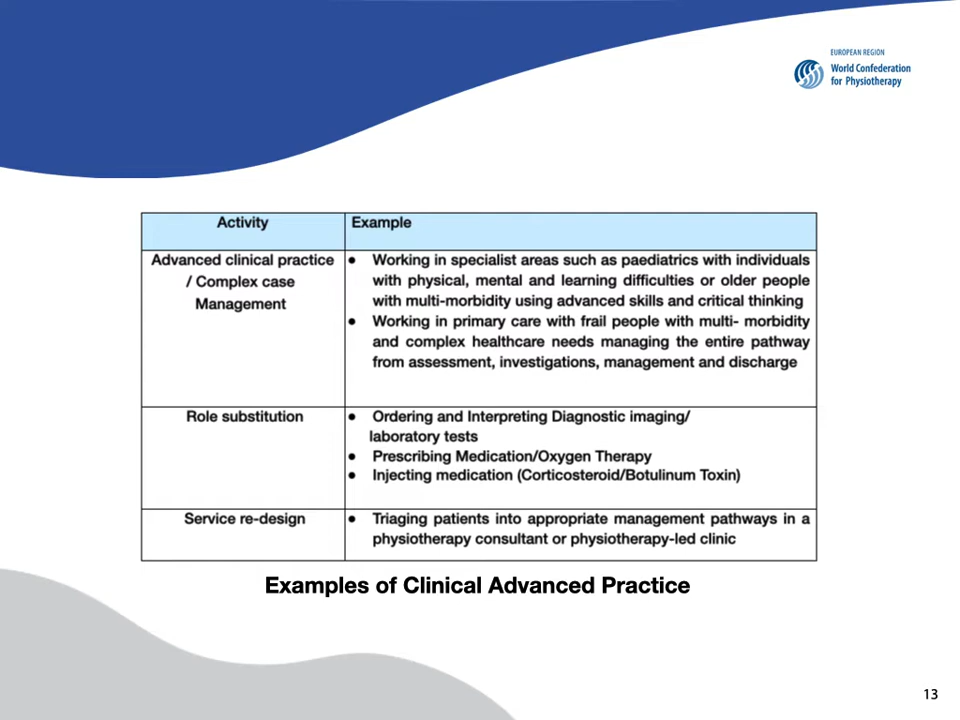 EUROPEAN REGION
World Confederation
for Physiotherapy
Activity
Example
Advanced clinical practice
/ Complex case
Management
• Working in specialist areas such as paediatrics with individuals
with physical, mental and learning difficulties or older people
with multi-morbidity using advanced skills and critical thinking
• Working in primary care with frail people with multi- morbidity
and complex healthcare needs managing the entire pathway
from assessment, investigations, management and discharge
Role substitution
• Ordering and Interpreting Diagnostic imaging/
laboratory tests
• Prescribing Medication/Oxygen Therapy
• Injecting medication (Corticosteroid/Botulinum Toxin)
Service re-design
• Triaging patients into appropriate management pathways in a
physiotherapy consultant or physiotherapy-led clinic
Examples of Clinical Advanced Practice
13